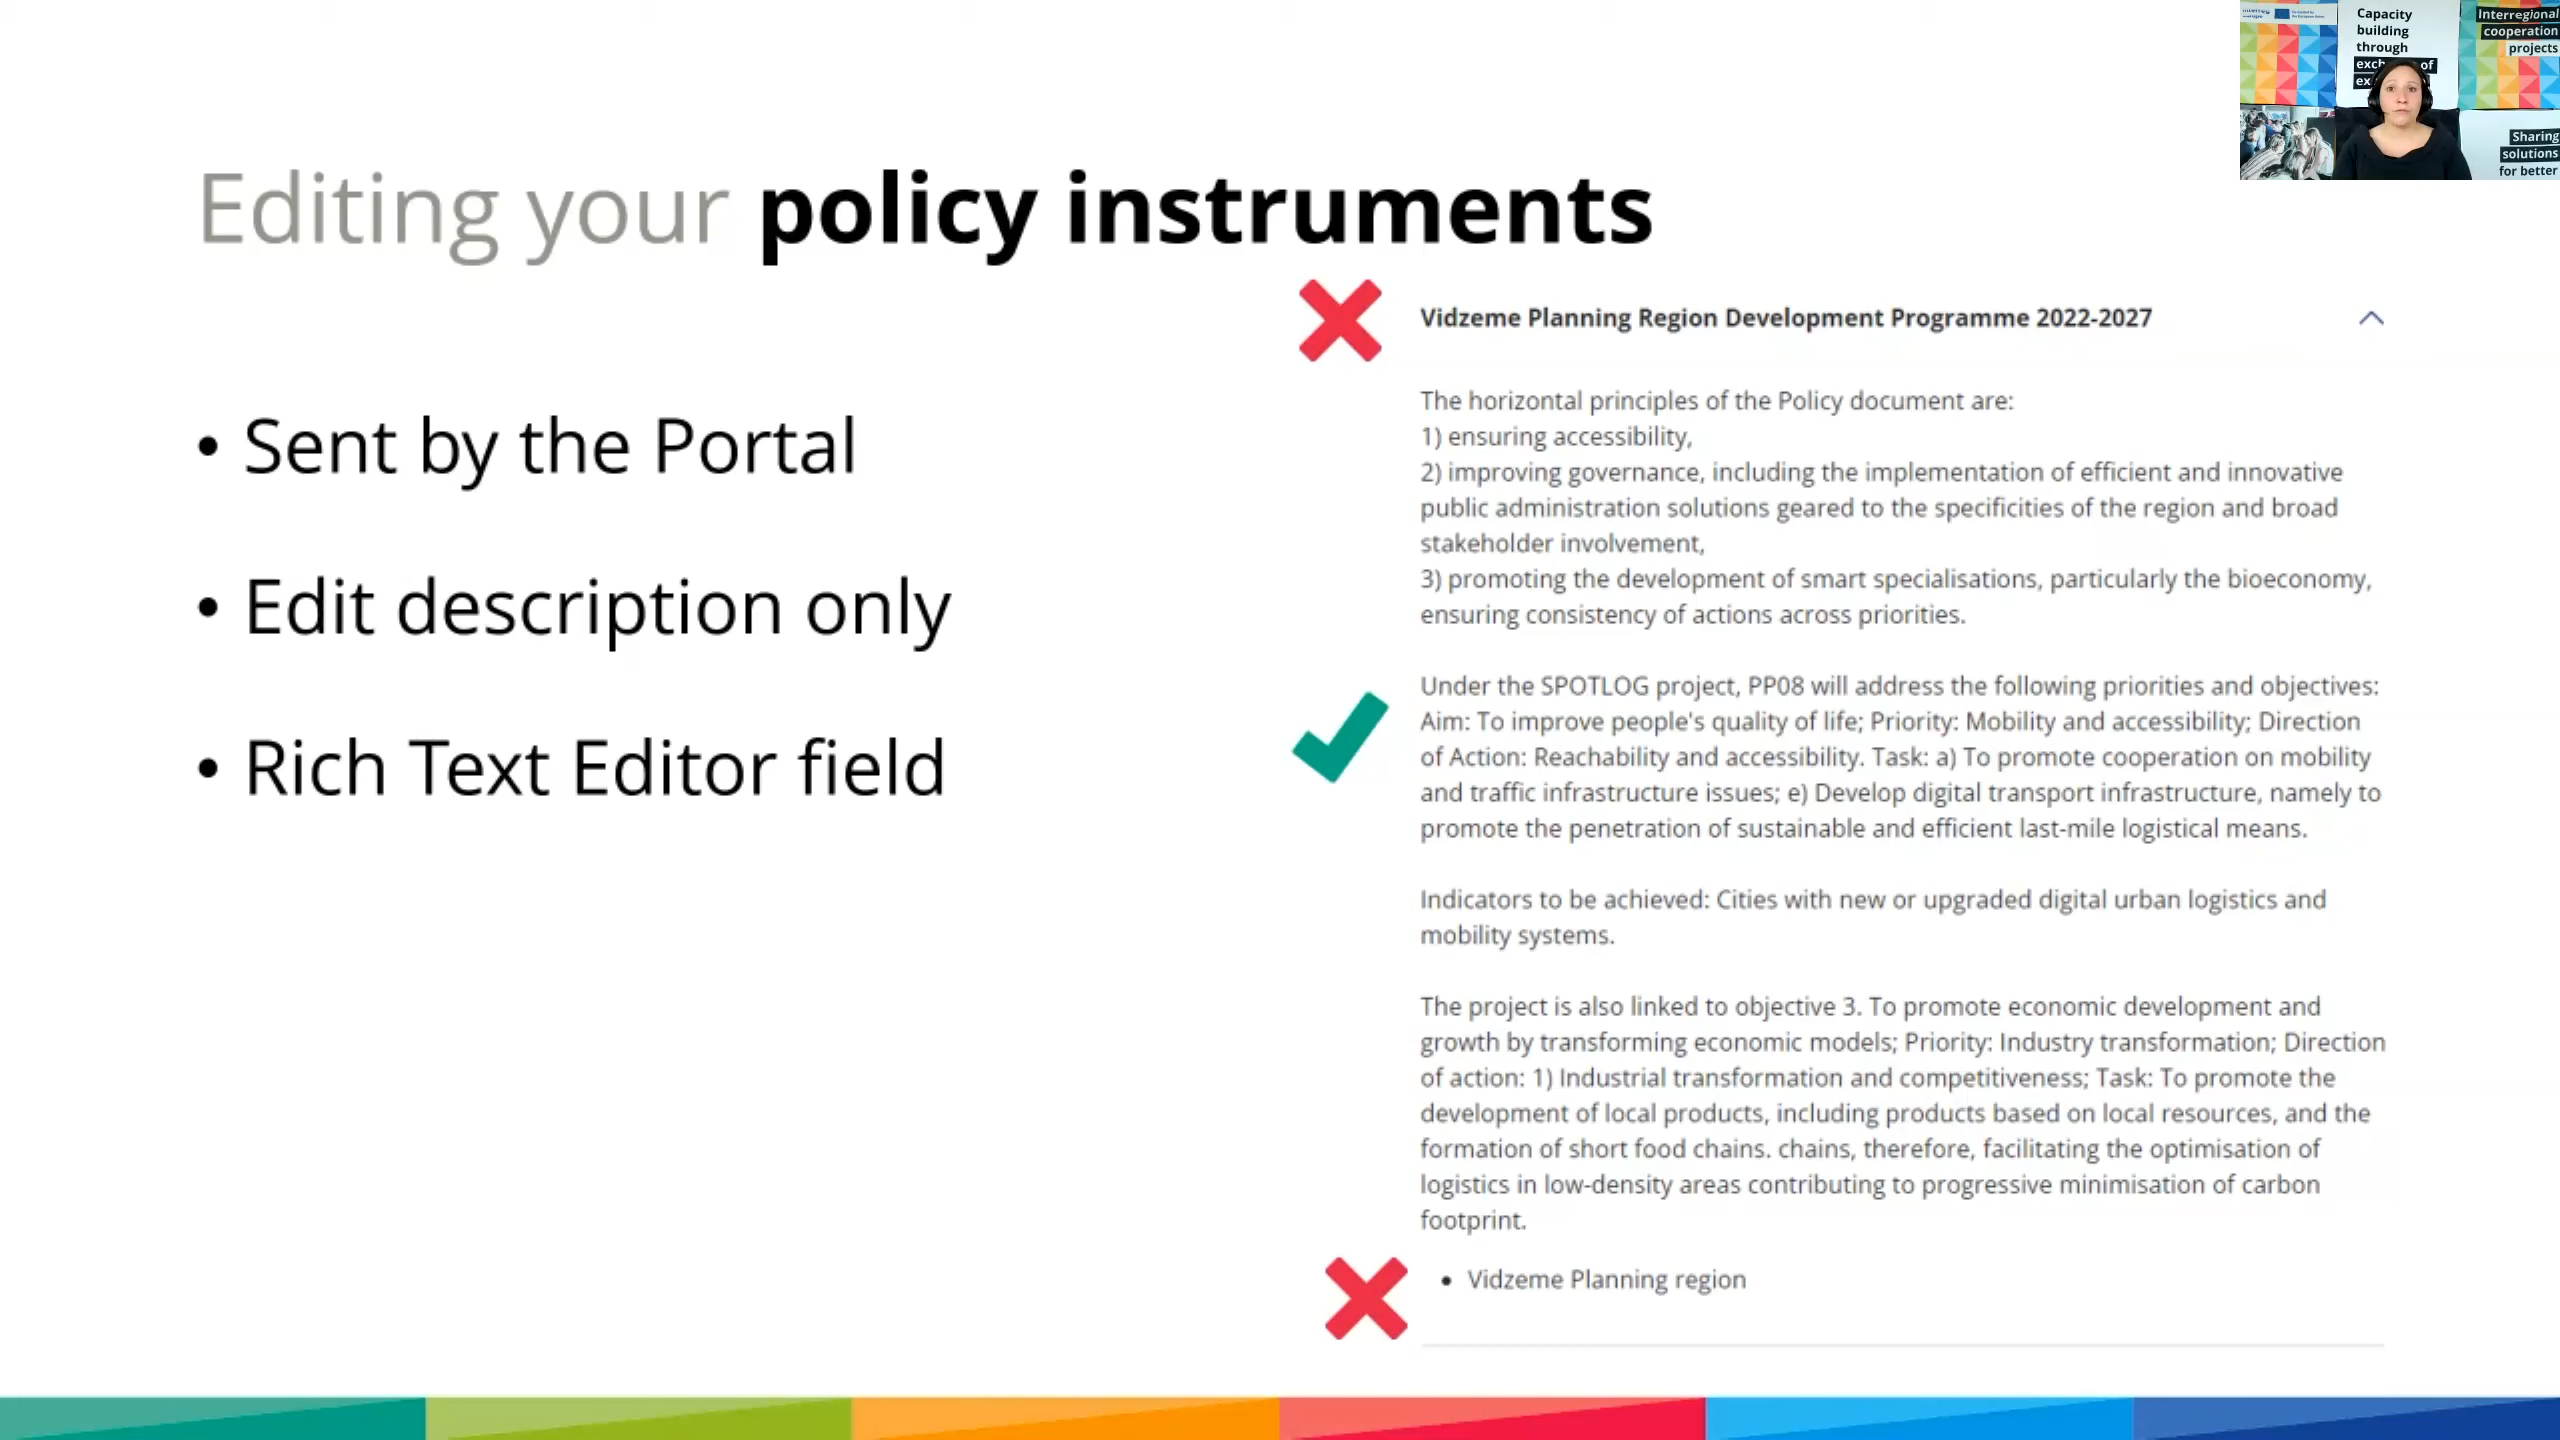 Capacity
building
through
Interregional
cooperation
projects
Sharing
solutions
for better
Editing your policy instruments
• Sent by the Portal
• Edit description only
• Rich Text Editor field
Vidzeme Planning Region Development Programme 2022-2027
The horizontal principles of the Policy document are:
1) ensuring accessibility,
2) improving governance, including the implementation of efficient and innovative
public administration solutions geared to the specificities of the region and broad
stakeholder involvement,
3) promoting the development of smart specialisations, particularly the bioeconomy,
ensuring consistency of actions across priorities.
Under the SPOTLOG project, PP08 will address the following priorities and objectives:
Aim: To improve people's quality of life; Priority: Mobility and accessibility; Direction
of Action: Reachability and accessibility. Task: a) To promote cooperation on mobility
and traffic infrastructure issues; e) Develop digital transport infrastructure, namely to
promote the penetration of sustainable and efficient last-mile logistical means.
Indicators to be achieved: Cities with new or upgraded digital urban logistics and
mobility systems.
The project is also linked to objective 3. To promote economic development and
growth by transforming economic models; Priority: Industry transformation; Direction
of action: 1) Industrial transformation and competitiveness; Task: To promote the
development of local products, including products based on local resources, and the
formation of short food chains. chains, therefore, facilitating the optimisation of
logistics in low-density areas contributing to progressive minimisation of carbon
footprint.
• Vidzeme Planning region